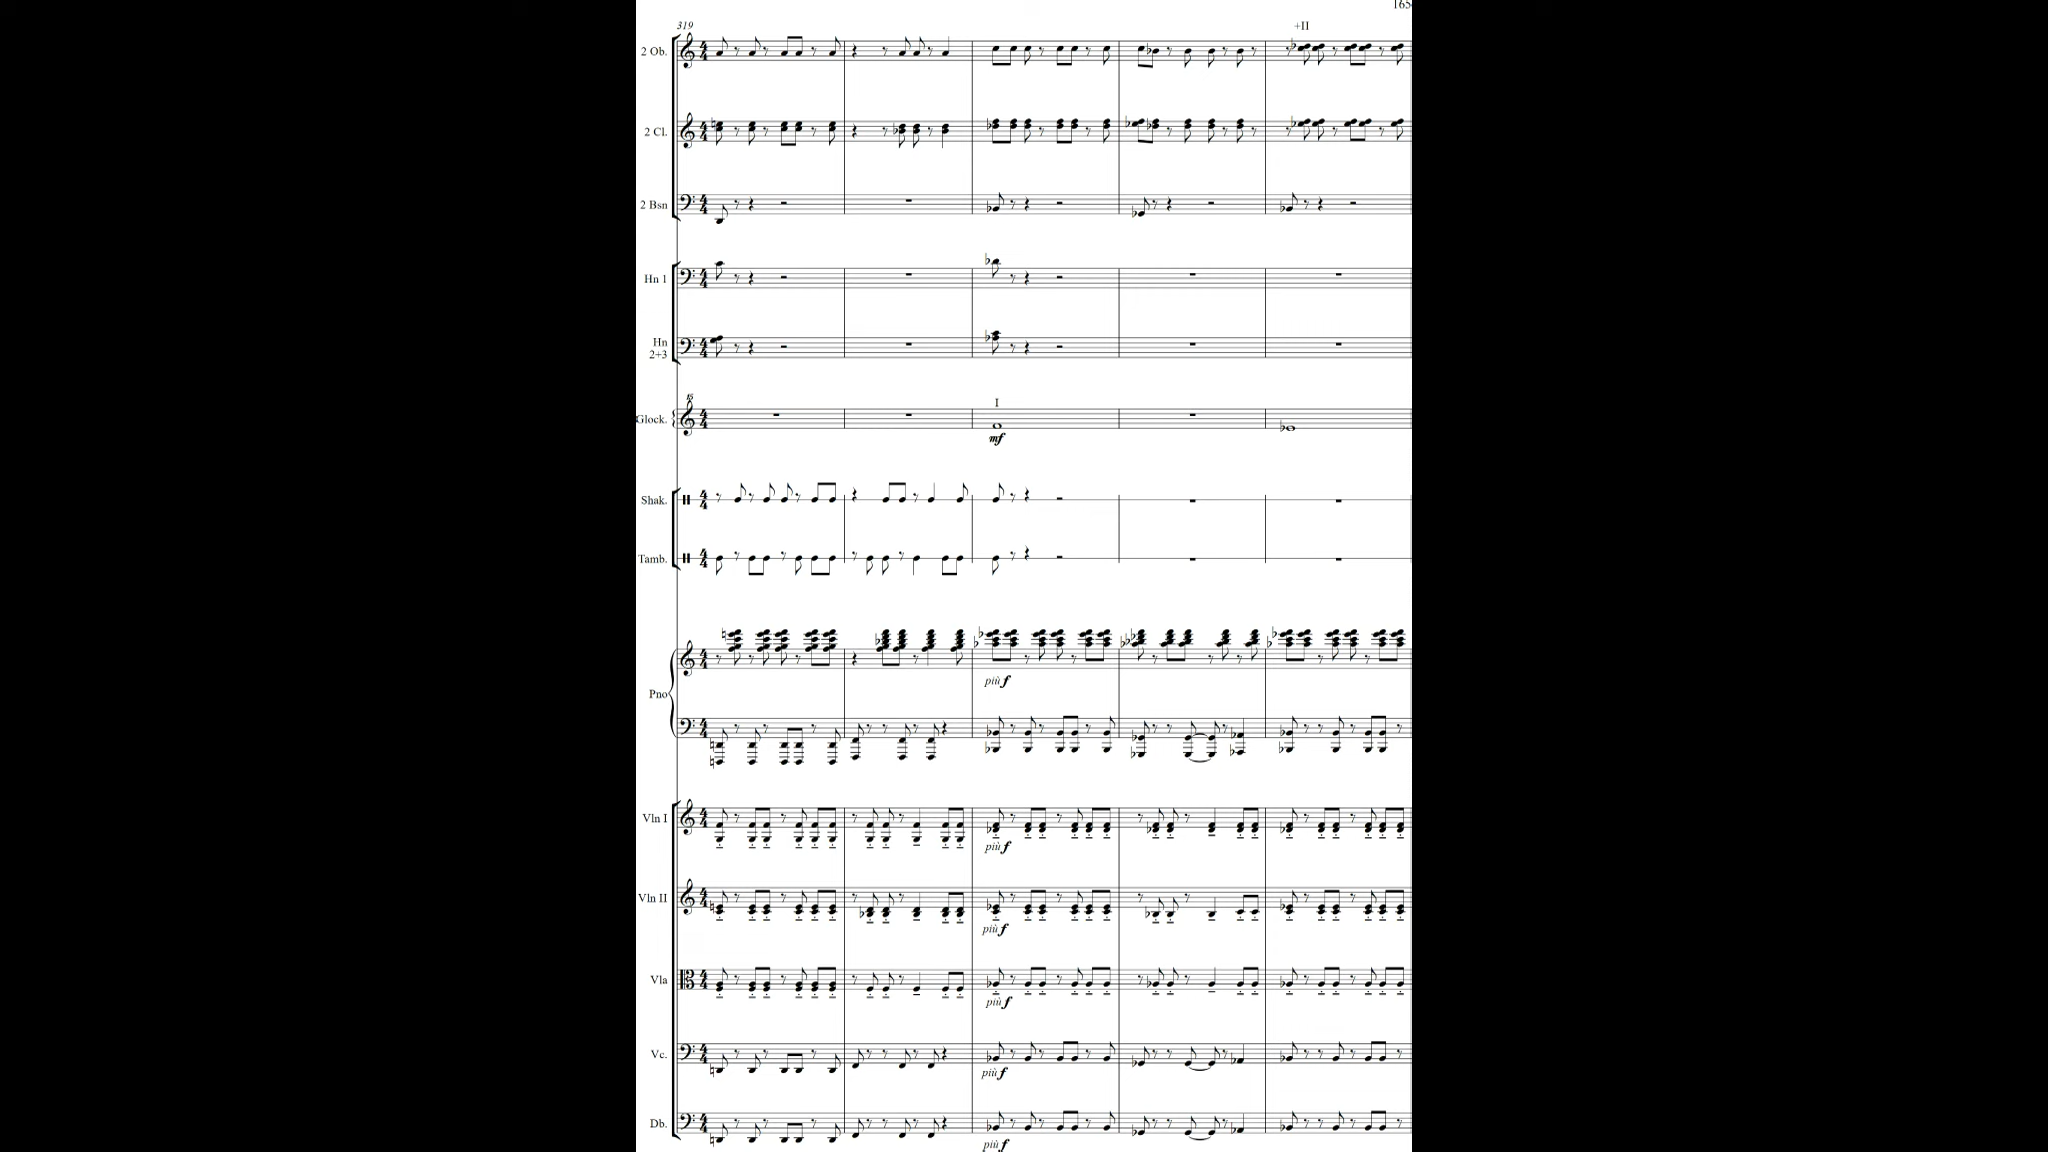 165
319
+II
2 Ob.
2 Cl.
2 Bsn
Hn 1
Hn
2+3
15
Glock.
I
mf
Shak.
Tamb.
Pno
più f
Vln I
più f
Vln II
più f
Vla
più f
Vc.
più f
Db.
più f